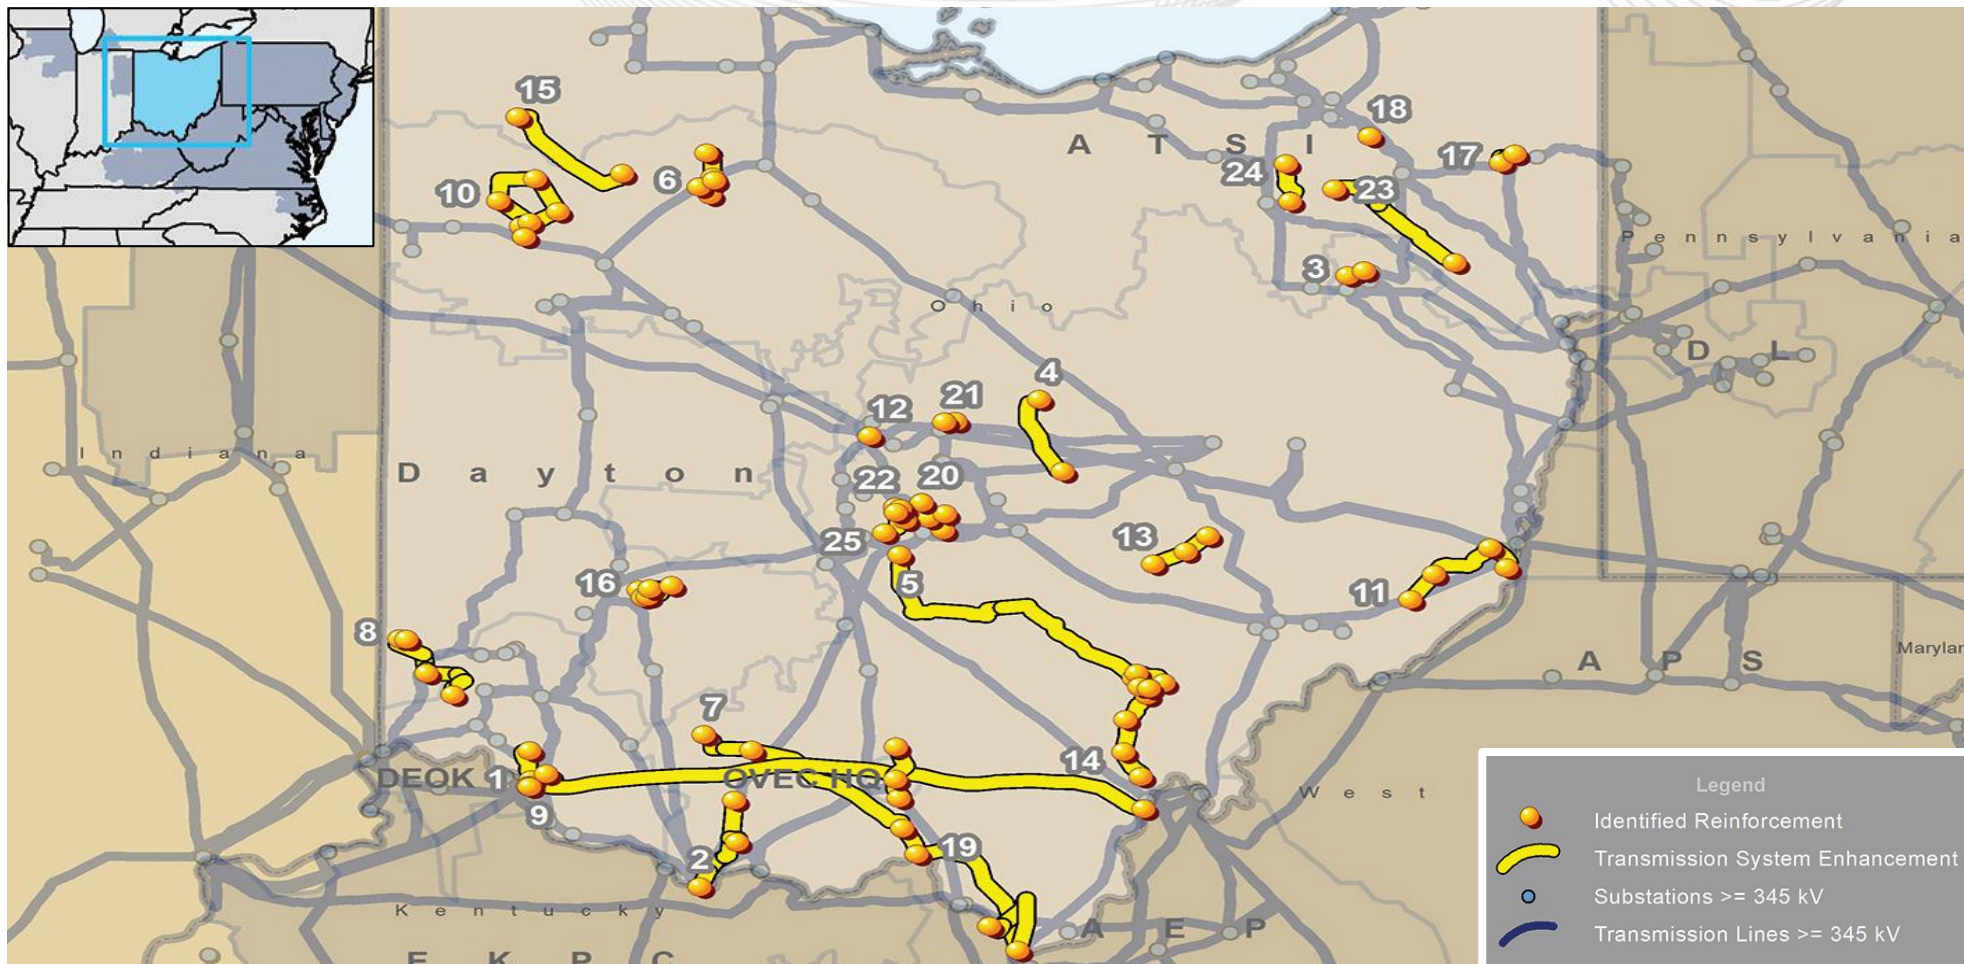 15
18
A T S I
17
24
6
23
10
Pennsylvania
3
Ohio
D L
4
12
21
Indiana
Dayton
22
20
13
25
16
5
11
8
Marylan
A P S
7
14
DEOK
1
OVEC HQ
West
9
19
2
Kentucky
A E P
E K P C
Legend
Identified Reinforcement
Transmission System Enhancement
Substations >= 345 kV
Transmission Lines >= 345 kV